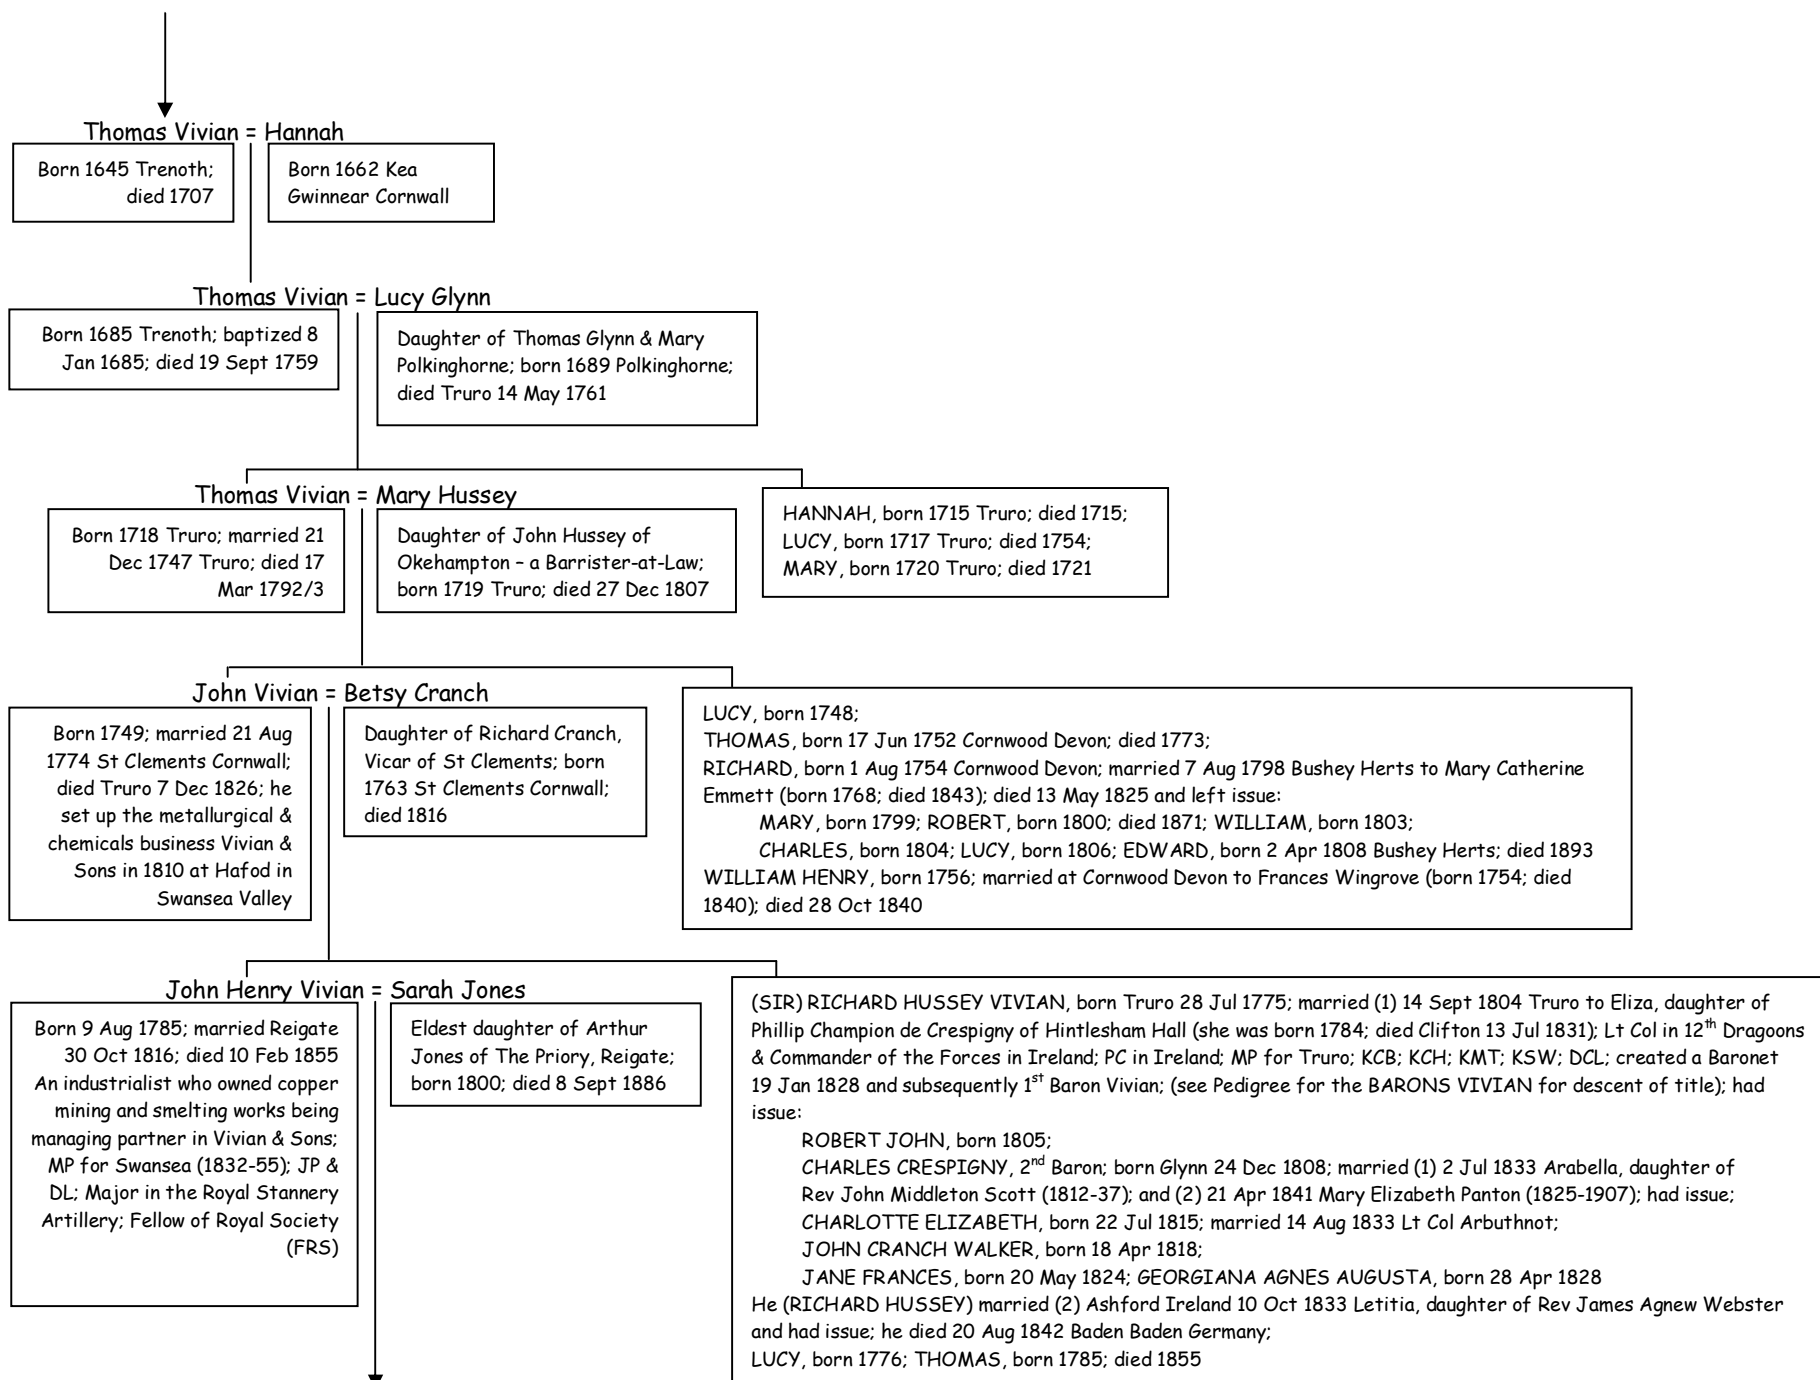 Thomas Vivian = Hannah
Born 1645 Trenoth;
died 1707
Born 1662 Kea
Gwinnear Cornwall
Thomas Vivian = Lucy Glynn
Born 1685 Trenoth; baptized 8
Jan 1685; died 19 Sept 1759
Daughter of Thomas Glynn & Mary
Polkinghorne; born 1689 Polkinghorne;
died Truro 14 May 1761
Thomas Vivian = Mary Hussey
Born 1718 Truro; married 21
Dec 1747 Truro; died 17
Mar 1792/3
Daughter of John Hussey of
Okehampton – a Barrister-at-Law;
born 1719 Truro; died 27 Dec 1807
HANNAH, born 1715 Truro; died 1715;
LUCY, born 1717 Truro; died 1754;
MARY, born 1720 Truro; died 1721
John Vivian = Betsy Cranch
Born 1749; married 21 Aug
1774 St Clements Cornwall;
died Truro 7 Dec 1826; he
set up the metallurgical &
chemicals business Vivian &
Sons in 1810 at Hafod in
Swansea Valley
Daughter of Richard Cranch,
Vicar of St Clements; born
1763 St Clements Cornwall;
died 1816
LUCY, born 1748;
THOMAS, born 17 Jun 1752 Cornwood Devon; died 1773;
RICHARD, born 1 Aug 1754 Cornwood Devon; married 7 Aug 1798 Bushey Herts to Mary Catherine
Emmett (born 1768; died 1843); died 13 May 1825 and left issue:
MARY, born 1799; ROBERT, born 1800; died 1871; WILLIAM, born 1803;
CHARLES, born 1804; LUCY, born 1806; EDWARD, born 2 Apr 1808 Bushey Herts; died 1893
WILLIAM HENRY, born 1756; married at Cornwood Devon to Frances Wingrove (born 1754; died
1840); died 28 Oct 1840
John Henry Vivian = Sarah Jones
Born 9 Aug 1785; married Reigate
30 Oct 1816; died 10 Feb 1855
An industrialist who owned copper
mining and smelting works being
managing partner in Vivian & Sons;
MP for Swansea (1832-55); JP &
DL; Major in the Royal Stannery
Artillery; Fellow of Royal Society
(FRS)
Eldest daughter of Arthur
Jones of The Priory, Reigate;
born 1800; died 8 Sept 1886
(SIR) RICHARD HUSSEY VIVIAN, born Truro 28 Jul 1775; married (1) 14 Sept 1804 Truro to Eliza, daughter of
Phillip Champion de Crespigny of Hintlesham Hall (she was born 1784; died Clifton 13 Jul 1831); Lt Col in 12th Dragoons
& Commander of the Forces in Ireland; PC in Ireland; MP for Truro; KCB; KCH; KMT; KSW; DCL; created a Baronet
19 Jan 1828 and subsequently 1st Baron Vivian; (see Pedigree for the BARONS VIVIAN for descent of title); had
issue:
ROBERT JOHN, born 1805;
CHARLES CRESPIGNY, 2nd Baron; born Glynn 24 Dec 1808; married (1) 2 Jul 1833 Arabella, daughter of
Rev John Middleton Scott (1812-37); and (2) 21 Apr 1841 Mary Elizabeth Panton (1825-1907); had issue;
CHARLOTTE ELIZABETH, born 22 Jul 1815; married 14 Aug 1833 Lt Col Arbuthnot;
JOHN CRANCH WALKER, born 18 Apr 1818;
JANE FRANCES, born 20 May 1824; GEORGIANA AGNES AUGUSTA, born 28 Apr 1828
He (RICHARD HUSSEY) married (2) Ashford Ireland 10 Oct 1833 Letitia, daughter of Rev James Agnew Webster
and had issue; he died 20 Aug 1842 Baden Baden Germany;
LUCY, born 1776; THOMAS, born 1785; died 1855